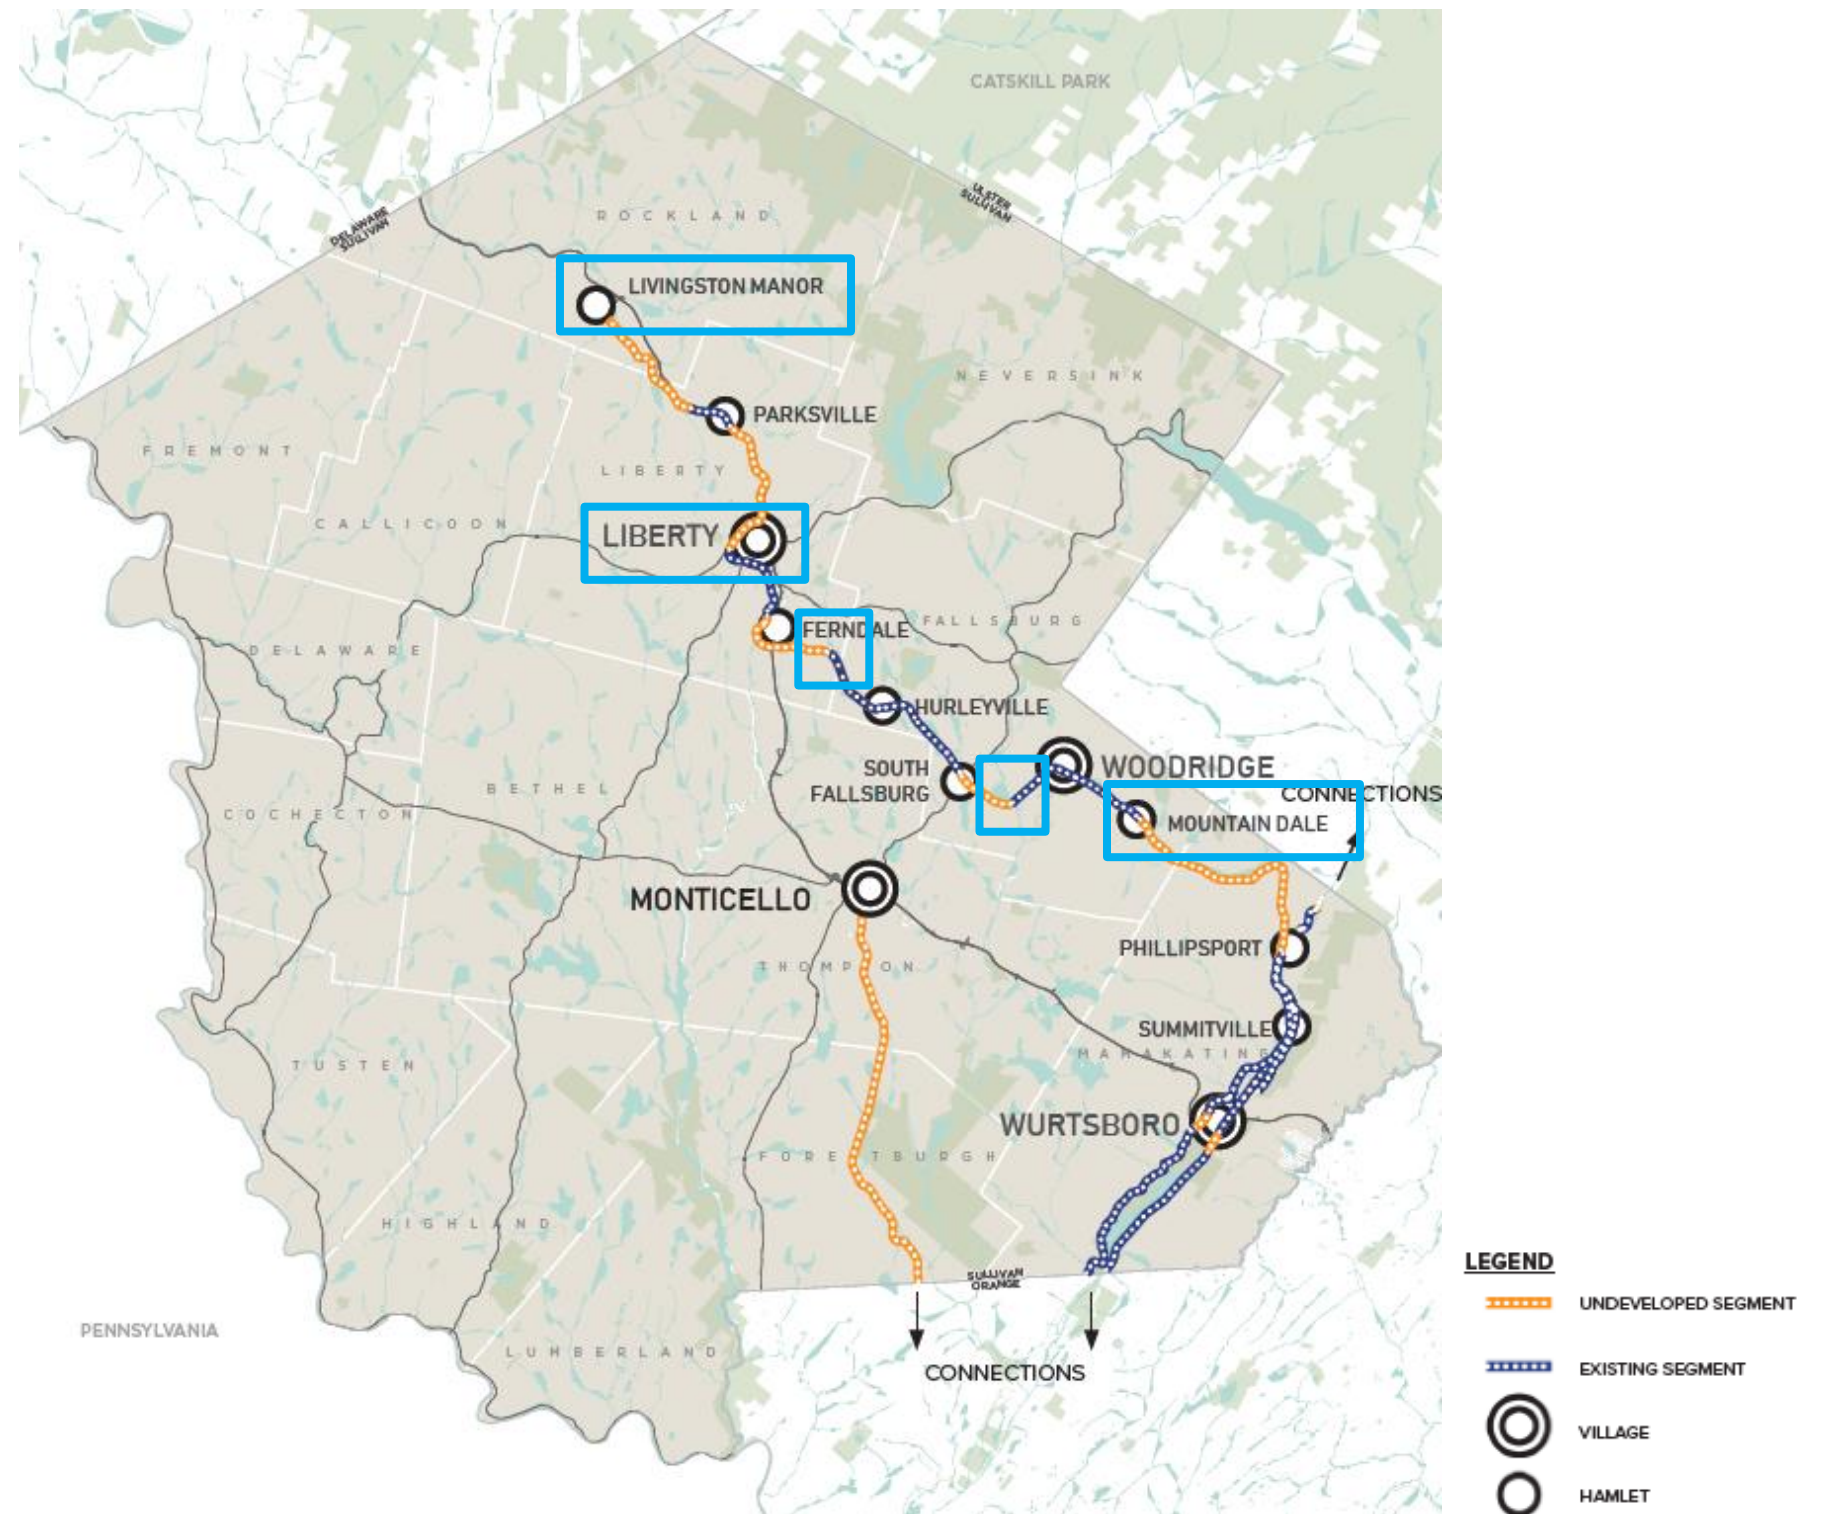 CATSKILL PARK
ULSTER
SULLIVAN
DELAWARE
SULLIVAN
ROCKLAND
LIVINGSTON MANOR
NEVERSINK
PARKSVILLE
FREMONT
LIBERTY
CALLICOON
LIBERTY
FALLSBURG
FERNDALE
DELAWARE
HURLEYVILLE
SOUTH
FALLSBURG
WOODRIDGE
BETHEL
CONNECTIONS
COCHECTON
MOUNTAIN DALE
MONTICELLO
PHILLIPSPORT
THOMPSON
SUMMITVILLE
MAMAKATING
TUSTEN
WURTSBORO
FORESTBURGH
HIGHLAND
SULLIVAN
ORANGE
PENNSYLVANIA
LUMBERLAND
CONNECTIONS
LEGEND
UNDEVELOPED SEGMENT
EXISTING SEGMENT
VILLAGE
HAMLET